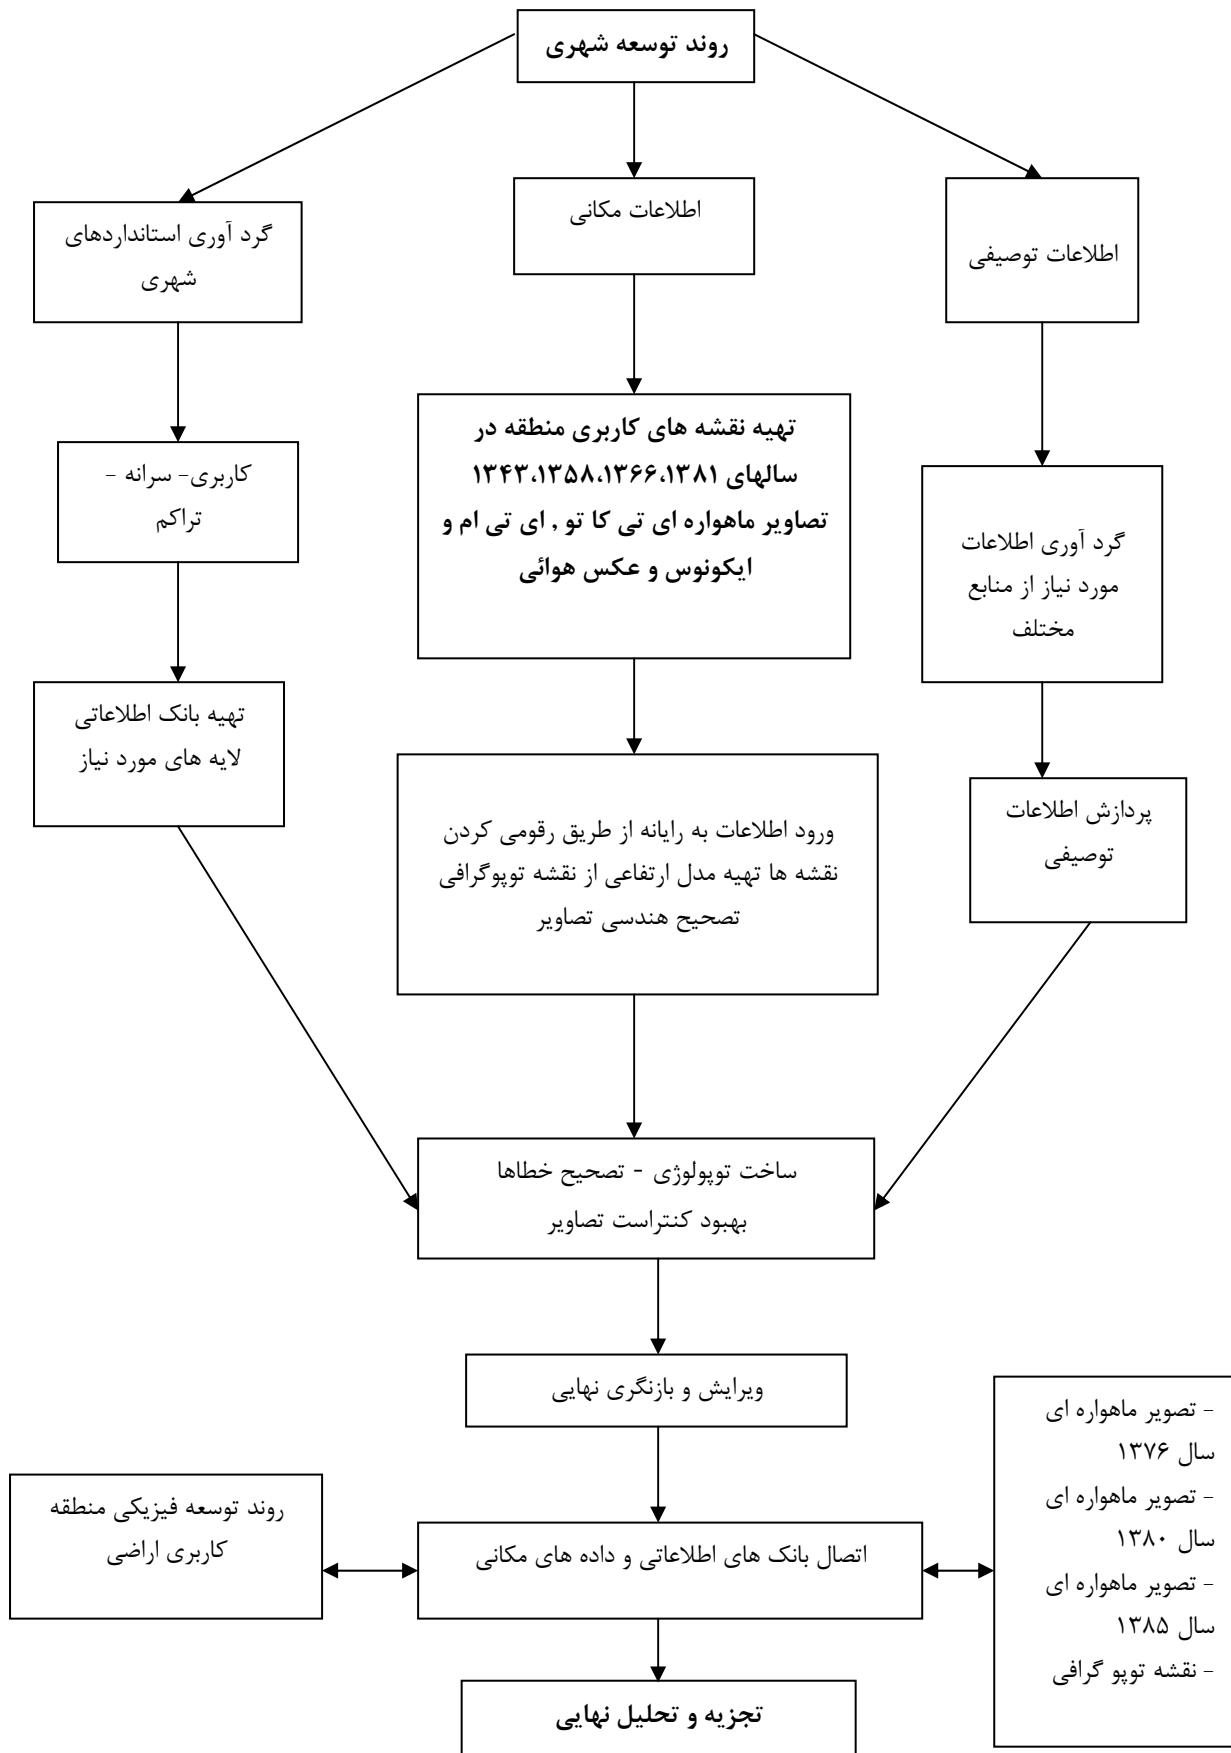 روند توسعه شهری
اطلاعات توصیفی
اطلاعات مکانی
گرد آوری استانداردهای
شهری
تهیه نقشه های کاربری منطقه در
سالهای ۱۳۴۳،۱۳۵۸،۱۳۶۶،۱۳۸۱
تصاویر ماهواره ای تی کا تو , ای تی ام و
ایکونوس و عکس هوائی
کاربری- سرانه -
تراکم
گرد آوری اطلاعات
مورد نیاز از منابع
مختلف
تهیه بانک اطلاعاتی
لایه های مورد نیاز
ورود اطلاعات به رایانه از طریق رقومی کردن
نقشه ها تهیه مدل ارتفاعی از نقشه توپوگرافی
تصحیح هندسی تصاویر
پردازش اطلاعات
توصیفی
ساخت توپولوژی - تصحیح خطاها
بهبود کنتراست تصاویر
ویرایش و بازنگری نهایی
- تصویر ماهواره ای
سال ۱۳۷۶
- تصویر ماهواره ای
سال ۱۳۸۰
- تصویر ماهواره ای
سال ۱۳۸۵
- نقشه توپو گرافی
اتصال بانک های اطلاعاتی و داده های مکانی
روند توسعه فیزیکی منطقه
کاربری اراضی
تجزیه و تحلیل نهایی